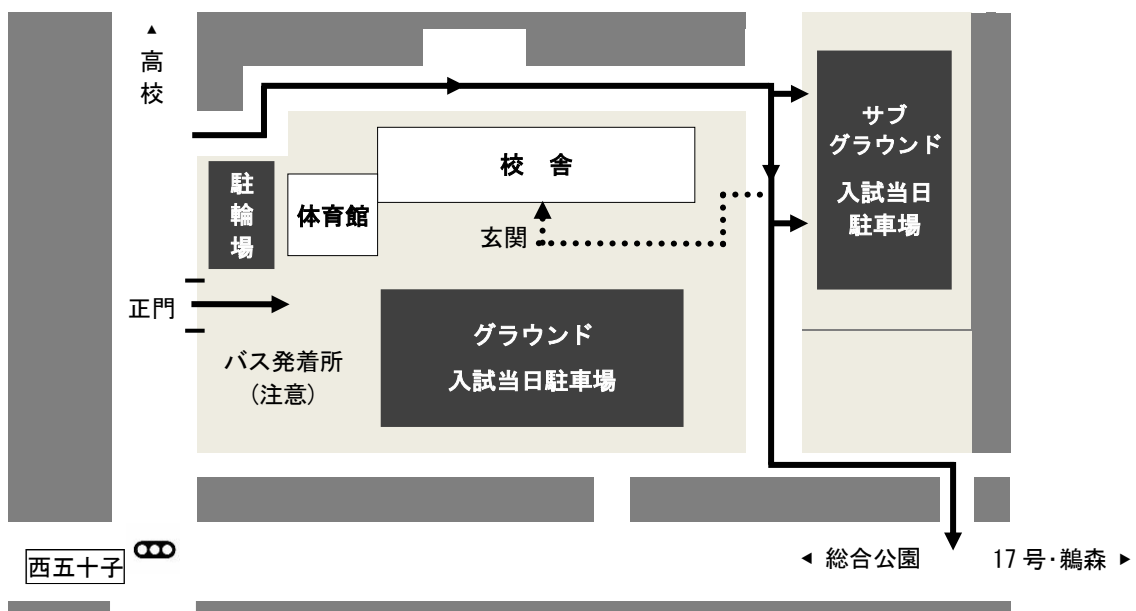 ▲
高
校
サブ
グラウンド
入試当日
駐車場
校 舎
駐
輪
場
体育館
玄関
正門
グラウンド
入試当日駐車場
バス発着所
(注意)
西五十子
◀ 総合公園
17 号・鵜森 ▶